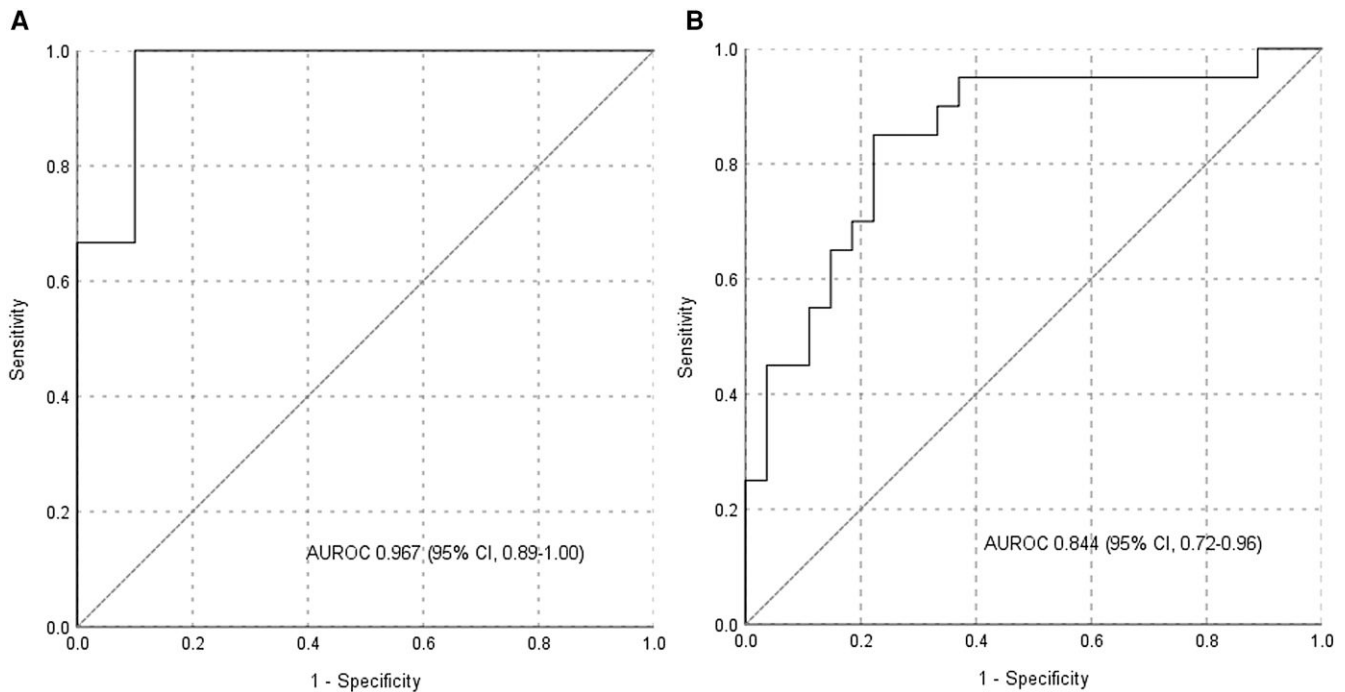 A
1.0
0.8
0.6
0.4
0.2
0.0
Sensitivity
AUROC 0.967 (95% CI, 0.89-1.00)
0.0 0.2 0.4 0.6 0.8 1.0
1 - Specificity
B
1.0
0.8
0.6
0.4
0.2
0.0
Sensitivity
AUROC 0.844 (95% CI, 0.72-0.96)
0.0 0.2 0.4 0.6 0.8 1.0
1 - Specificity